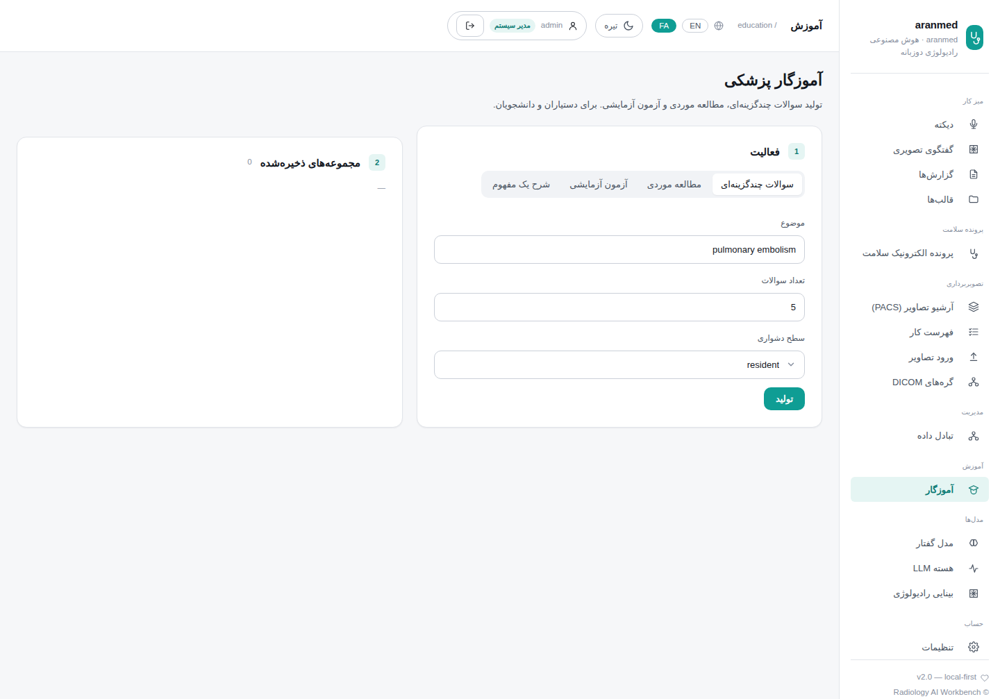 aranmed
aranmed · هوش مصنوعی
رادیولوژی دوزبانه
میز کار
دیکته
گفتگوی تصویری
گزارش‌ها
قالب‌ها
پرونده سلامت
پرونده الکترونیک سلامت
تصویربرداری
آرشیو تصاویر (PACS)
فهرست کار
ورود تصاویر
گره‌های DICOM
مدیریت
تبادل داده
آموزش
آموزگار
مدل‌ها
مدل گفتار
هسته LLM
بینایی رادیولوژی
حساب
تنظیمات
v2.0 — local-first
Radiology AI Workbench ©
آموزش
education /
EN
FA
تیره
admin
مدیر سیستم
آموزگار پزشکی
تولید سوالات چندگزینه‌ای، مطالعه موردی و آزمون آزمایشی. برای دستیاران و دانشجویان.
1
فعالیت
سوالات چندگزینه‌ای
مطالعه موردی
آزمون آزمایشی
شرح یک مفهوم
موضوع
pulmonary embolism
تعداد سوالات
5
سطح دشواری
resident
تولید
2
مجموعه‌های ذخیره‌شده
0
—